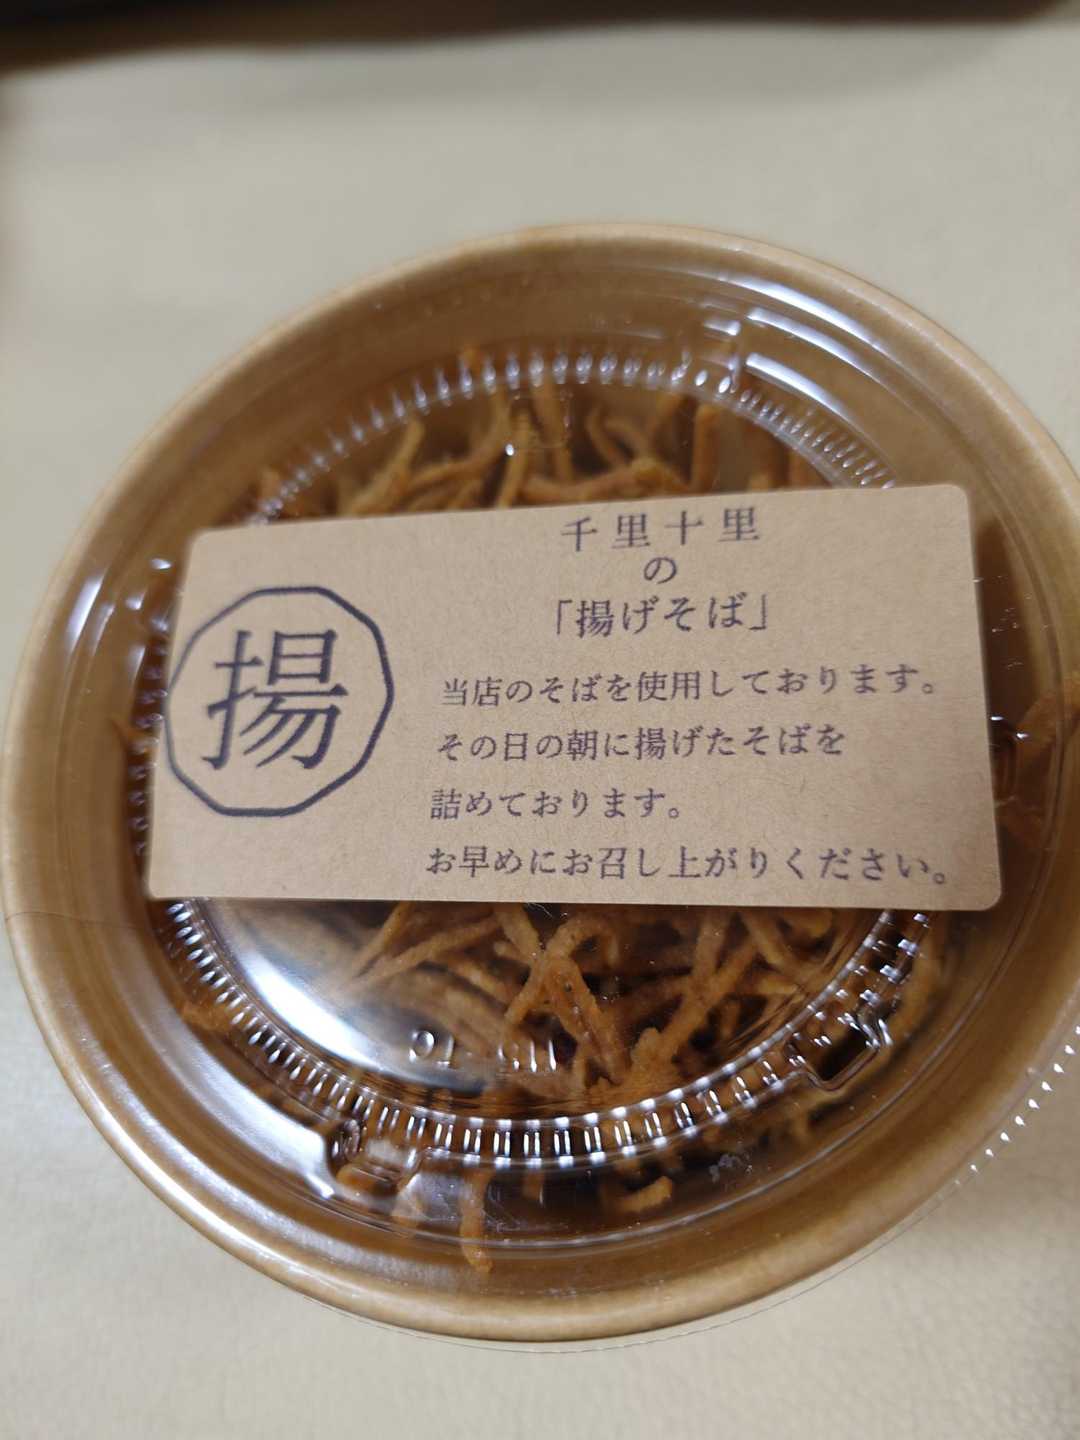 千里十里
の
「揚げそば」
揚
当店のそばを使用しております。
その日の朝に揚げたそばを
詰めております。
お早めにお召し上がりください。